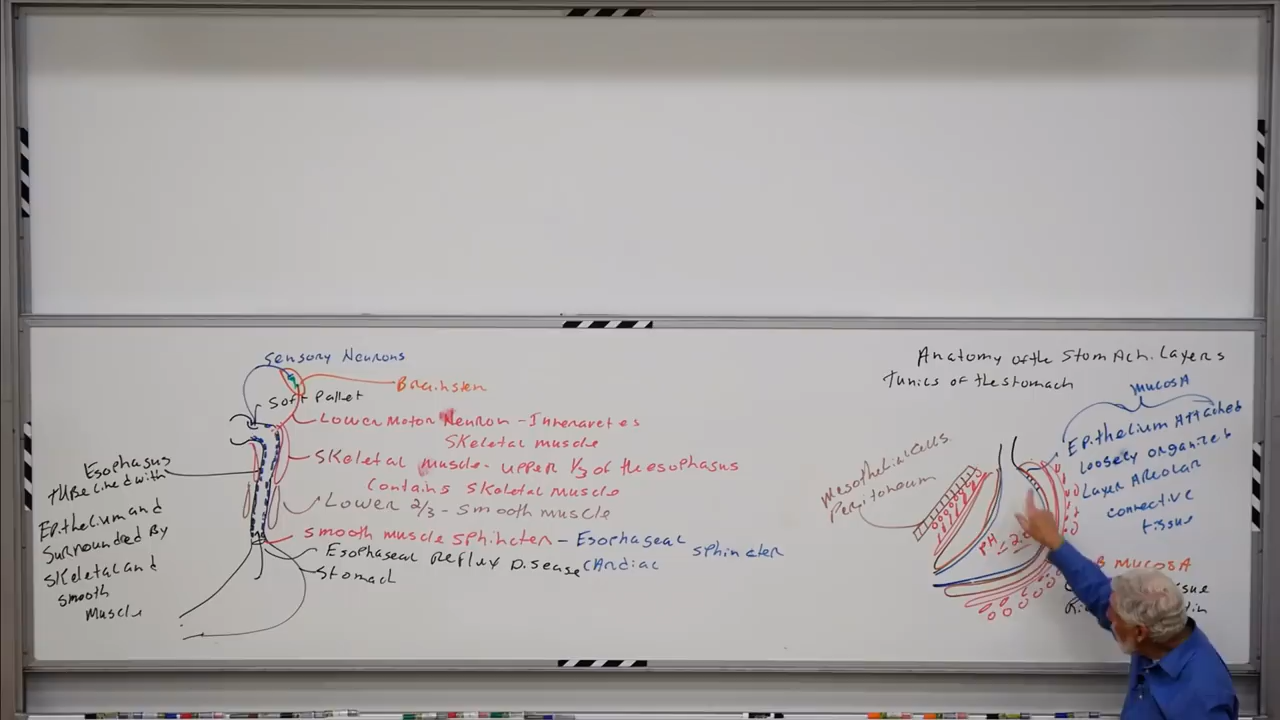 Sensory Neurons
Brainsten
Soft Pallet
Lower Motor Neuron - Innervates
Skeletal muscle
Skeletal muscle - upper 1/3 of the esophagus
Contains Skeletal muscle
Lower 2/3 - Smooth muscle
smooth muscle sphincter - Esophageal sphincter
Cardiac
Esophageal Reflux Disease
Stomach
Esophagus
Tube lined with
Epithelium and
Surrounded By
Skeletal and
smooth
Muscle
Anatomy of the Stomach. Layers
Tunics of the stomach
Mucosa
Epithelium Attached
loosely organized
Layer Areolar
connective
tissue
Mesothelial cells
Peritoneum
PH ≤ 2.0
Mucosa